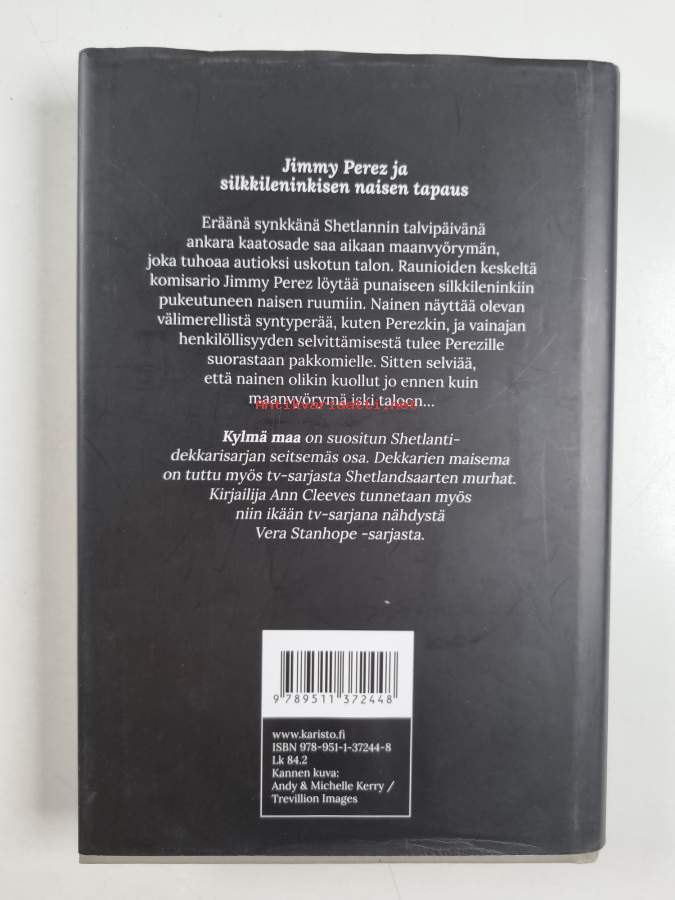 Jimmy Perez ja
silkkileninkisen naisen tapaus
Eräänä synkkänä Shetlannin talvipäivänä
ankara kaatosade saa aikaan maanvyörymän,
joka tuhoaa autioksi uskotun talon. Raunioiden keskeltä
komisario Jimmy Perez löytää punaiseen silkkileninkiin
pukeutuneen naisen ruumiin. Nainen näyttää olevan
välimerellistä syntyperää, kuten Perezkin, ja vainajan
henkilöllisyyden selvittämisestä tulee Perezille
suorastaan pakkomielle. Sitten selviää,
että nainen olikin kuollut jo ennen kuin
maanvyörymä iski taloon...
Antikvariaatti.net
Kylmä maa on suositun Shetlanti-
dekkarisarjan seitsemäs osa. Dekkarien maisema
on tuttu myös tv-sarjasta Shetlandsaarten murhat.
Kirjailija Ann Cleeves tunnetaan myös
niin ikään tv-sarjana nähdystä
Vera Stanhope -sarjasta.
9 789511 372448
www.karisto.fi
ISBN 978-951-1-37244-8
Lk 84.2
Kannen kuva:
Andy & Michelle Kerry /
Trevillion Images